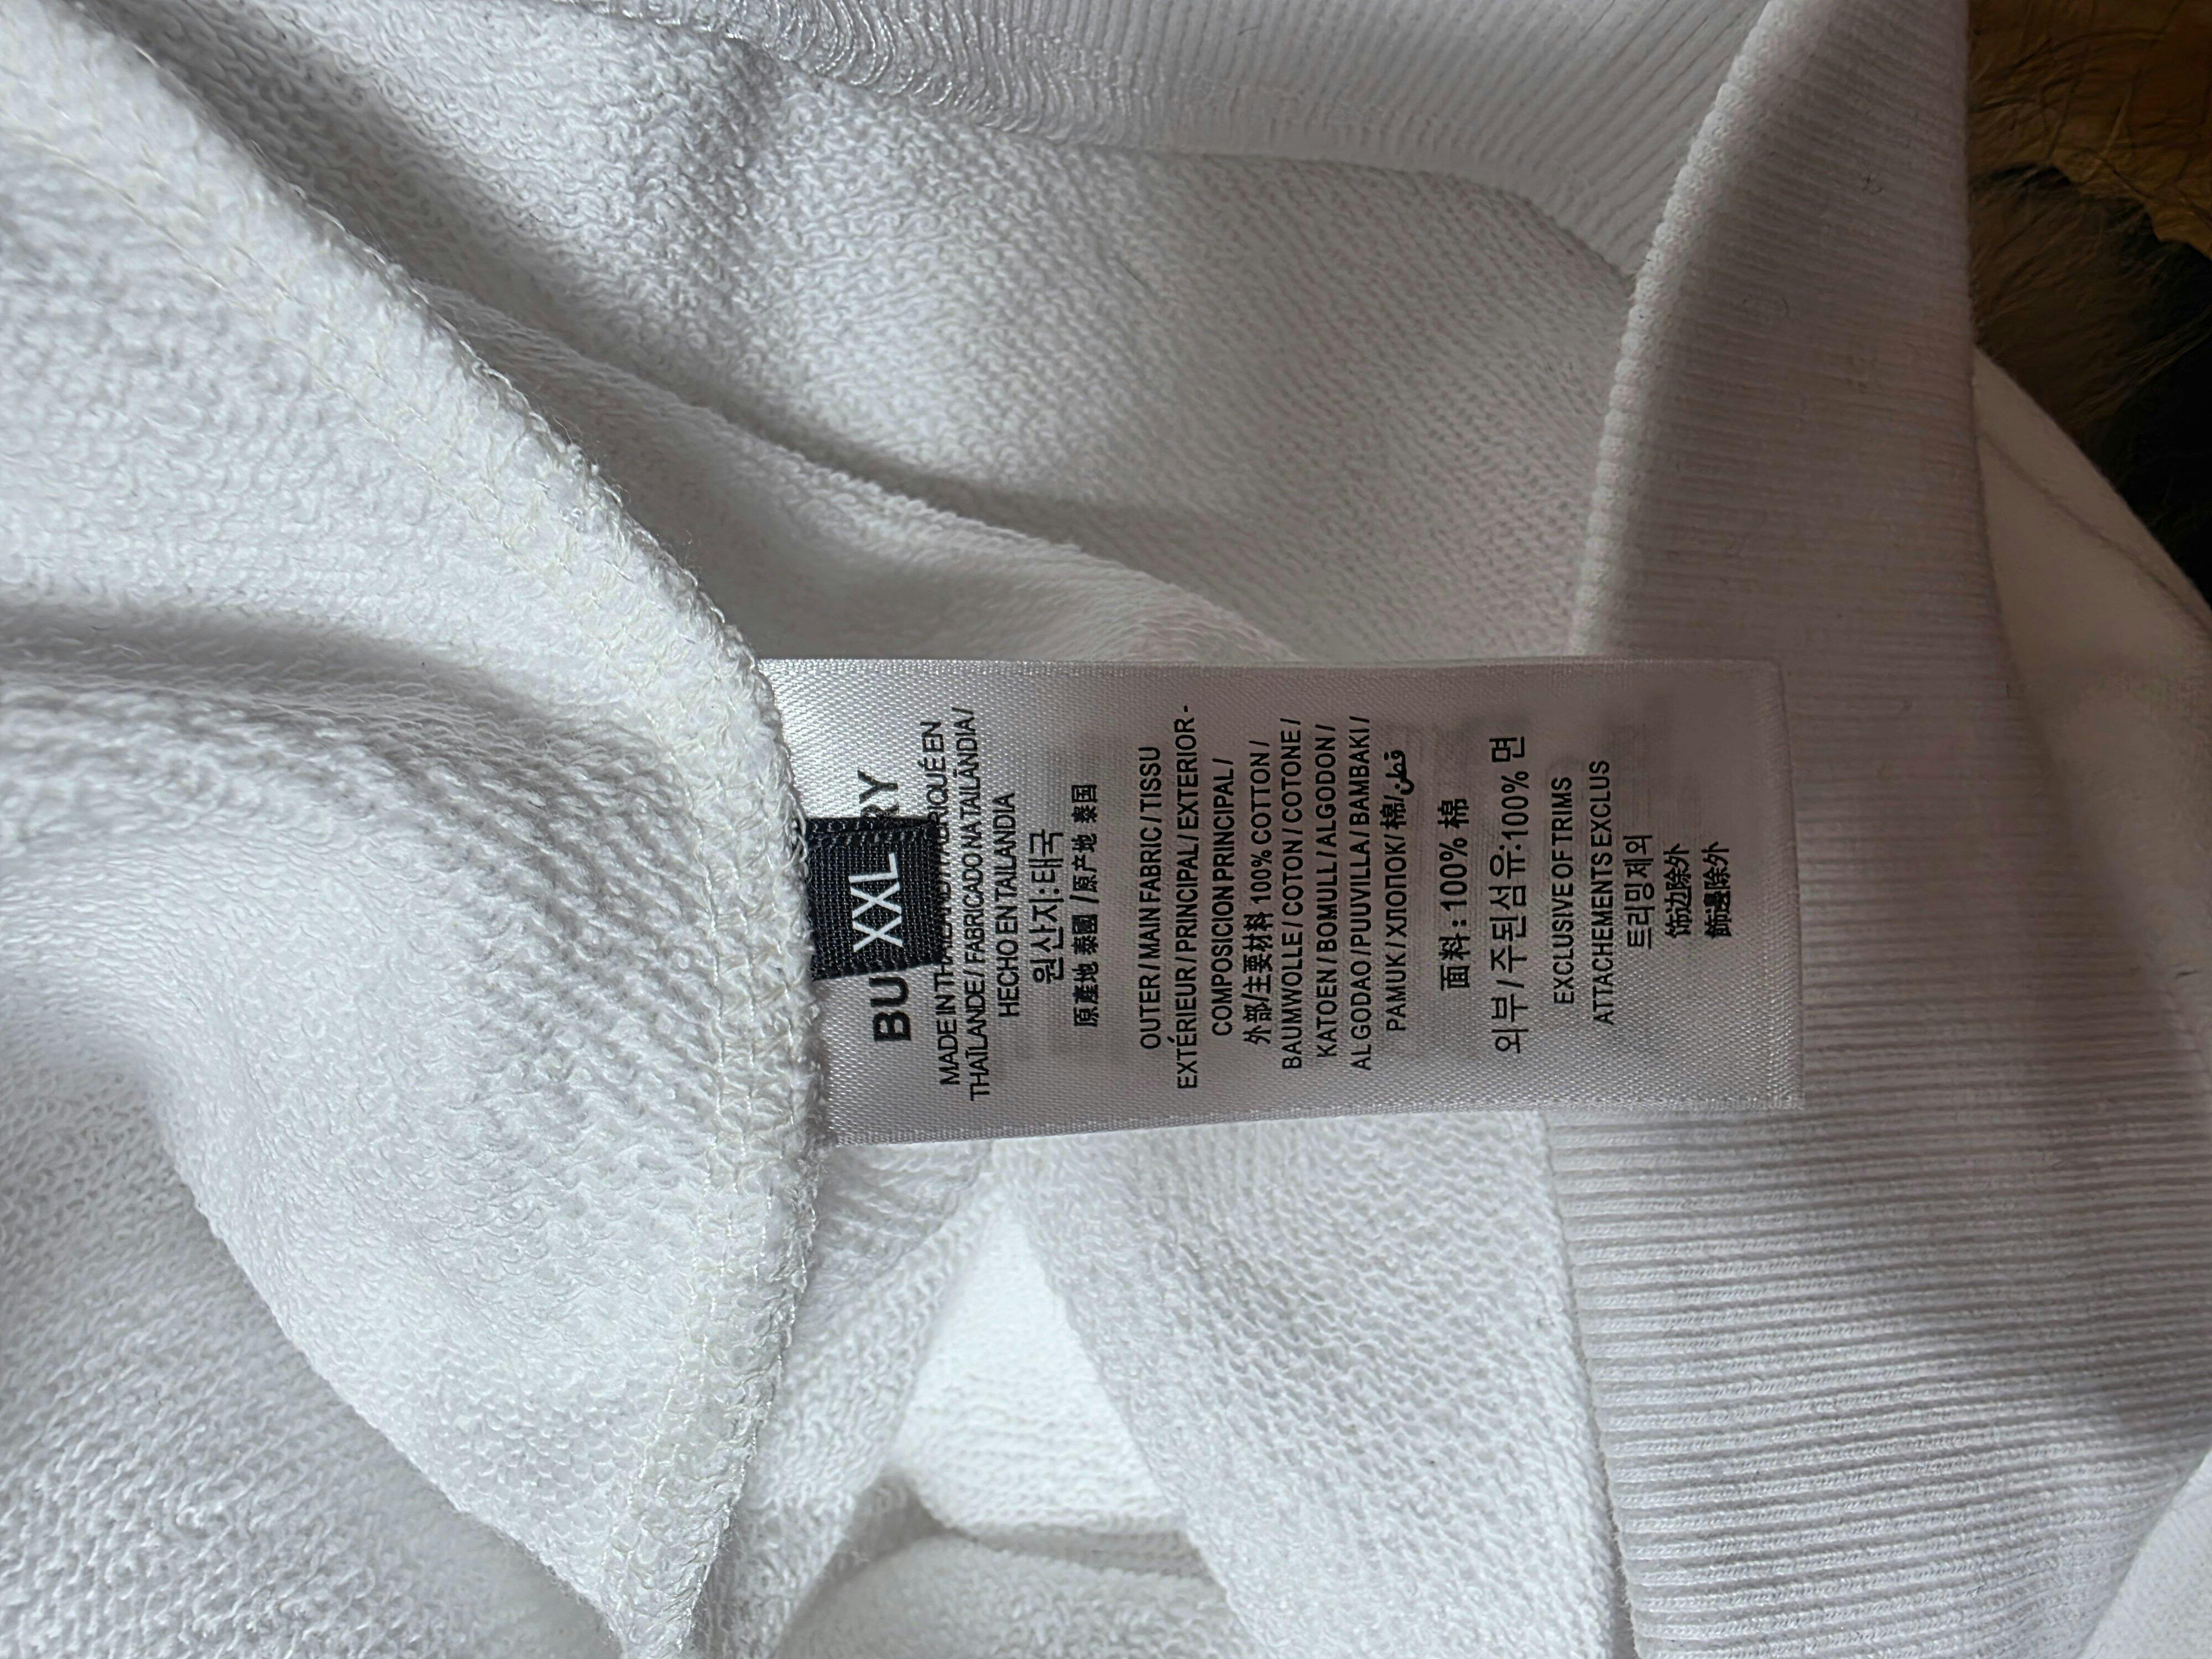 XXL
BU RY
MADE IN THAILAND / FABRIQUÉ EN
THAÏLANDE / FABRICADO NA TAILÂNDIA /
HECHO EN TAILANDIA
원산지:태국
原產地 泰國 / 原产地 泰国
OUTER / MAIN FABRIC / TISSU
EXTÉRIEUR / PRINCIPAL / EXTERIOR -
COMPOSICION PRINCIPAL /
外部/主要材料 100% COTTON /
BAUMWOLLE / COTON / COTONE /
KATOEN / BOMULL / ALGODON /
ALGODAO / PUUVILLA / BAMBAKI /
PAMUK / ХЛОПОК / 棉/قطن
面料: 100% 棉
외부 / 주된섬유:100% 면
EXCLUSIVE OF TRIMS
ATTACHEMENTS EXCLUS
트리밍제외
饰边除外
飾邊除外